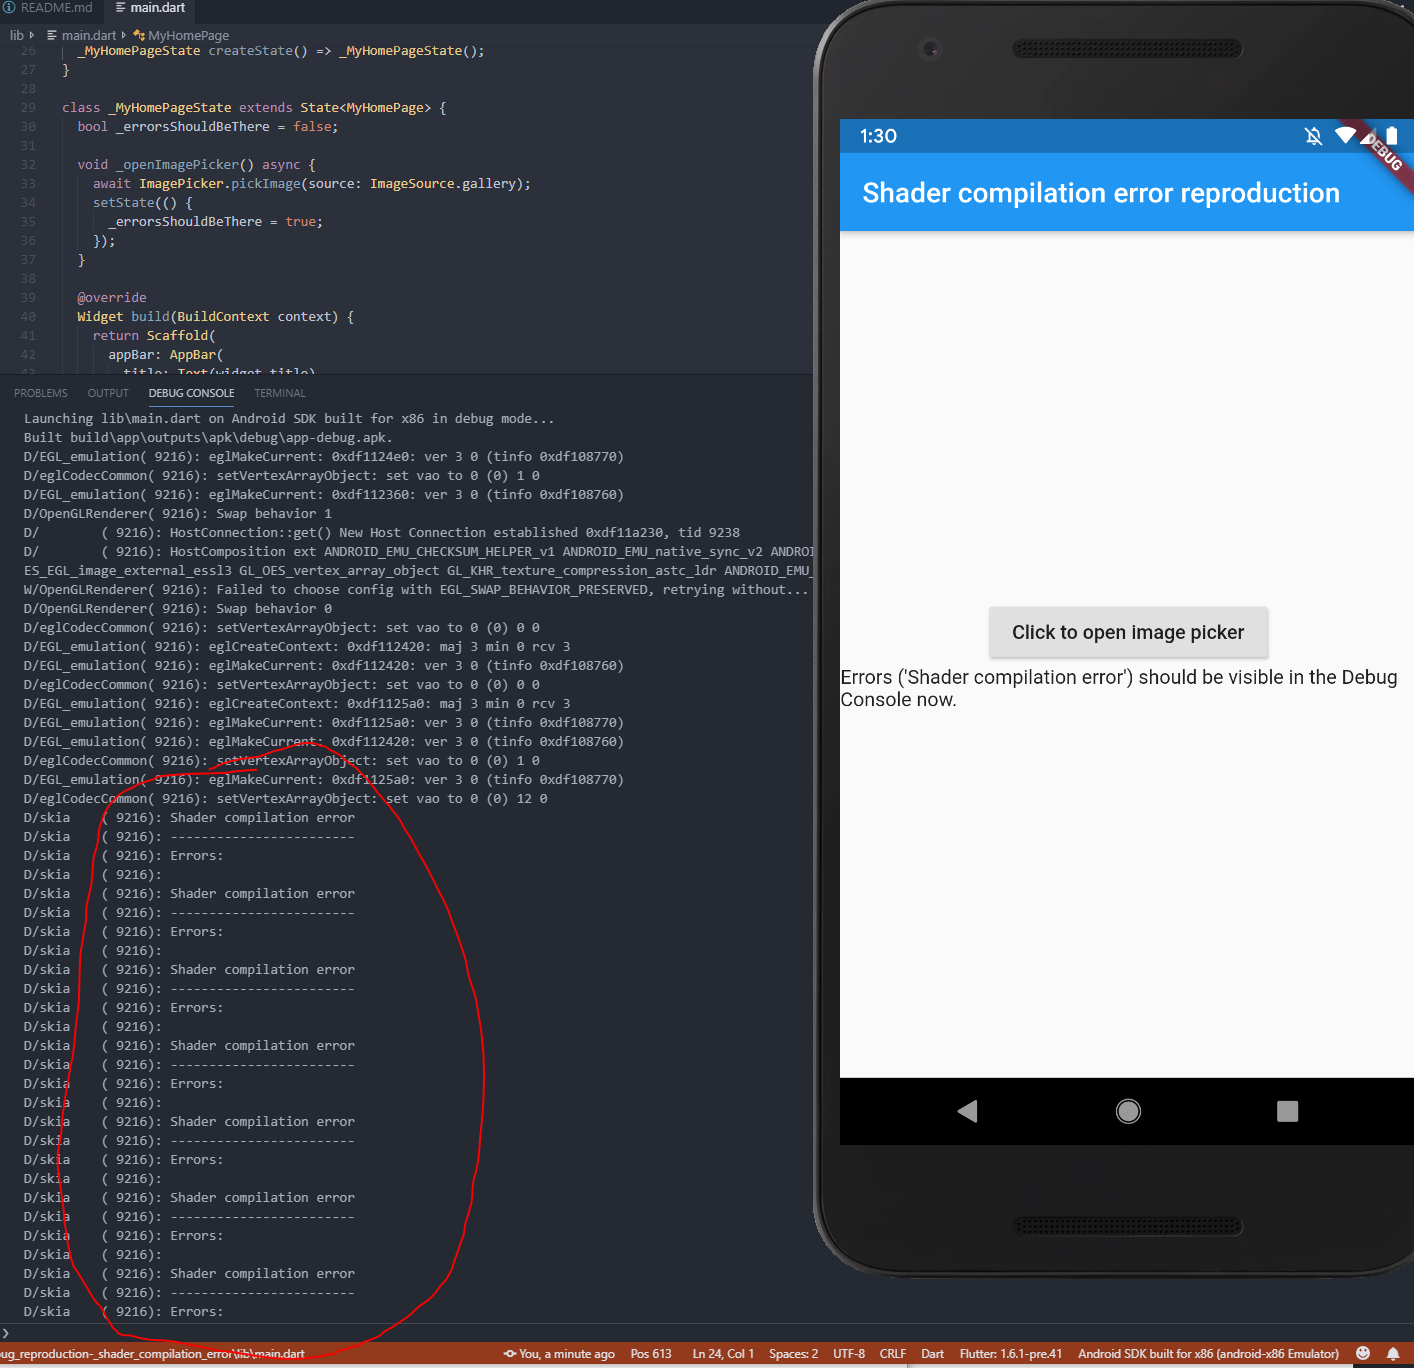 README.md
main.dart
lib
main.dart
MyHomePage
26 _MyHomePageState createState() => _MyHomePageState();
27 }
28
29 class _MyHomePageState extends State<MyHomePage> {
30 bool _errorsShouldBeThere = false;
31
32 void _openImagePicker() async {
33 await ImagePicker.pickImage(source: ImageSource.gallery);
34 setState(() {
35 _errorsShouldBeThere = true;
36 });
37 }
38
39 @override
40 Widget build(BuildContext context) {
41 return Scaffold(
42 appBar: AppBar(
43 title: Text(widget.title)
PROBLEMS OUTPUT DEBUG CONSOLE TERMINAL
Launching lib\main.dart on Android SDK built for x86 in debug mode...
Built build\app\outputs\apk\debug\app-debug.apk.
D/EGL_emulation( 9216): eglMakeCurrent: 0xdf1124e0: ver 3 0 (tinfo 0xdf108770)
D/eglCodecCommon( 9216): setVertexArrayObject: set vao to 0 (0) 1 0
D/EGL_emulation( 9216): eglMakeCurrent: 0xdf112360: ver 3 0 (tinfo 0xdf108760)
D/OpenGLRenderer( 9216): Swap behavior 1
D/ ( 9216): HostConnection::get() New Host Connection established 0xdf11a230, tid 9238
D/ ( 9216): HostComposition ext ANDROID_EMU_CHECKSUM_HELPER_v1 ANDROID_EMU_native_sync_v2 ANDROI
ES_EGL_image_external_essl3 GL_OES_vertex_array_object GL_KHR_texture_compression_astc_ldr ANDROID_EMU_
W/OpenGLRenderer( 9216): Failed to choose config with EGL_SWAP_BEHAVIOR_PRESERVED, retrying without...
D/OpenGLRenderer( 9216): Swap behavior 0
D/eglCodecCommon( 9216): setVertexArrayObject: set vao to 0 (0) 0 0
D/EGL_emulation( 9216): eglCreateContext: 0xdf112420: maj 3 min 0 rcv 3
D/EGL_emulation( 9216): eglMakeCurrent: 0xdf112420: ver 3 0 (tinfo 0xdf108760)
D/eglCodecCommon( 9216): setVertexArrayObject: set vao to 0 (0) 0 0
D/EGL_emulation( 9216): eglCreateContext: 0xdf1125a0: maj 3 min 0 rcv 3
D/EGL_emulation( 9216): eglMakeCurrent: 0xdf1125a0: ver 3 0 (tinfo 0xdf108770)
D/EGL_emulation( 9216): eglMakeCurrent: 0xdf112420: ver 3 0 (tinfo 0xdf108760)
D/eglCodecCommon( 9216): setVertexArrayObject: set vao to 0 (0) 1 0
D/EGL_emulation( 9216): eglMakeCurrent: 0xdf1125a0: ver 3 0 (tinfo 0xdf108770)
D/eglCodecCommon( 9216): setVertexArrayObject: set vao to 0 (0) 12 0
D/skia ( 9216): Shader compilation error
D/skia ( 9216): ------------------------
D/skia ( 9216): Errors:
D/skia ( 9216):
D/skia ( 9216): Shader compilation error
D/skia ( 9216): ------------------------
D/skia ( 9216): Errors:
D/skia ( 9216):
D/skia ( 9216): Shader compilation error
D/skia ( 9216): ------------------------
D/skia ( 9216): Errors:
D/skia ( 9216):
D/skia ( 9216): Shader compilation error
D/skia ( 9216): ------------------------
D/skia ( 9216): Errors:
D/skia ( 9216):
D/skia ( 9216): Shader compilation error
D/skia ( 9216): ------------------------
D/skia ( 9216): Errors:
D/skia ( 9216):
D/skia ( 9216): Shader compilation error
D/skia ( 9216): ------------------------
D/skia ( 9216): Errors:
D/skia ( 9216):
D/skia ( 9216): Shader compilation error
D/skia ( 9216): ------------------------
D/skia ( 9216): Errors:
ug_reproduction-_shader_compilation_error\lib\main.dart You, a minute ago Pos 613 Ln 24, Col 1 Spaces: 2 UTF-8 CRLF Dart Flutter: 1.6.1-pre.41 Android SDK built for x86 (android-x86 Emulator)
1:30
DEBUG
Shader compilation error reproduction
Click to open image picker
Errors ('Shader compilation error') should be visible in the Debug
Console now.